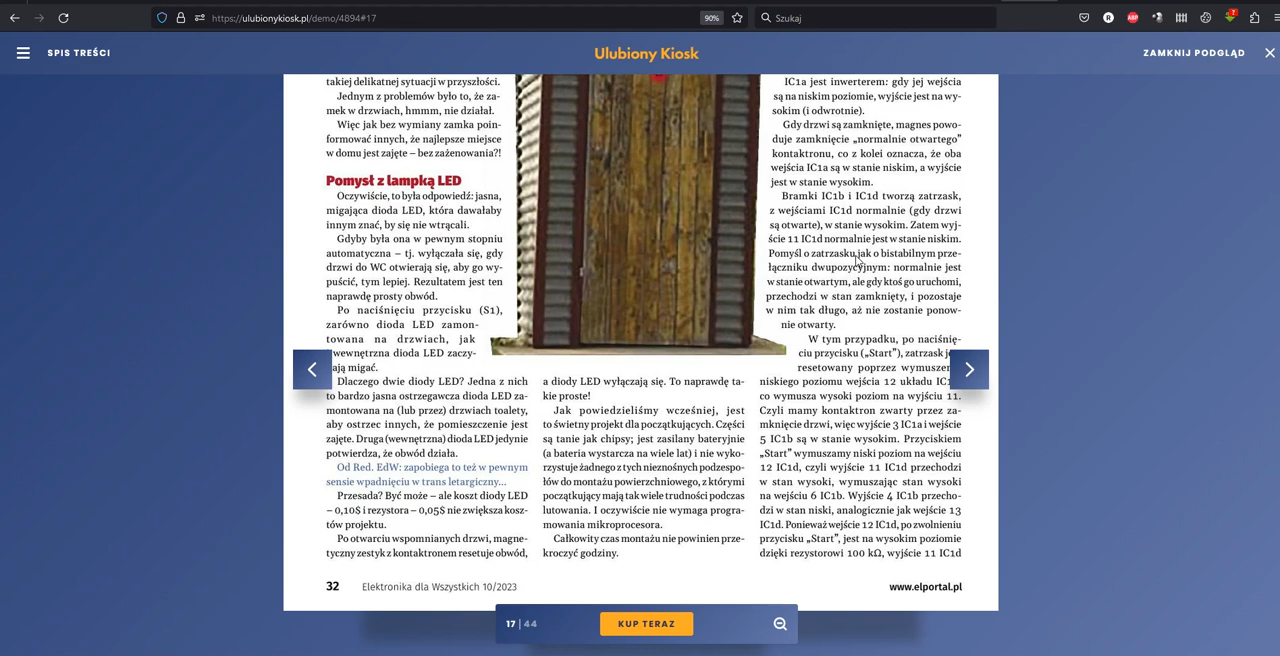 https://ulubionykiosk.pl/demo/4894#17
90%
Szukaj
SPIS TREŚCI
Ulubiony Kiosk
ZAMKNIJ PODGLĄD
takiej delikatnej sytuacji w przyszłości.
Jednym z problemów było to, że za-
mek w drzwiach, hmmm, nie działał.
Więc jak bez wymiany zamka poin-
formować innych, że najlepsze miejsce
w domu jest zajęte – bez zażenowania?!
Pomysł z lampką LED
Oczywiście, to była odpowiedź: jasna,
migająca dioda LED, która dawałaby
innym znać, by się nie wtrącali.
Gdyby była ona w pewnym stopniu
automatyczna – tj. wyłączała się, gdy
drzwi do WC otwierają się, aby go wy-
puścić, tym lepiej. Rezultatem jest ten
naprawdę prosty obwód.
Po naciśnięciu przycisku (S1),
zarówno dioda LED zamon-
towana na drzwiach, jak
wewnętrzna dioda LED zaczy-
ają migać.
Dlaczego dwie diody LED? Jedna z nich
to bardzo jasna ostrzegawcza dioda LED za-
montowana na (lub przez) drzwiach toalety,
aby ostrzec innych, że pomieszczenie jest
zajęte. Druga (wewnętrzna) dioda LED jedynie
potwierdza, że obwód działa.
Od Red. EdW: zapobiega to też w pewnym
sensie wpadnięciu w trans letargiczny...
Przesada? Być może – ale koszt diody LED
– 0,10$ i rezystora – 0,05$ nie zwiększa kosz-
tów projektu.
Po otwarciu wspomnianych drzwi, magne-
tyczny zestyk z kontaktronem resetuje obwód,
a diody LED wyłączają się. To naprawdę ta-
kie proste!
Jak powiedzieliśmy wcześniej, jest
to świetny projekt dla początkujących. Części
są tanie jak chipsy; jest zasilany bateryjnie
(a bateria wystarcza na wiele lat) i nie wyko-
rzystuje żadnego z tych nieznośnych podzespo-
łów do montażu powierzchniowego, z którymi
początkujący mają tak wiele trudności podczas
lutowania. I oczywiście nie wymaga progra-
mowania mikroprocesora.
Całkowity czas montażu nie powinien prze-
kroczyć godziny.
IC1a jest inwerterem: gdy jej wejścia
są na niskim poziomie, wyjście jest na wy-
sokim (i odwrotnie).
Gdy drzwi są zamknięte, magnes powo-
duje zamknięcie „normalnie otwartego”
kontaktronu, co z kolei oznacza, że oba
wejścia IC1a są w stanie niskim, a wyjście
jest w stanie wysokim.
Bramki IC1b i IC1d tworzą zatrzask,
z wejściami IC1d normalnie (gdy drzwi
są otwarte), w stanie wysokim. Zatem wyj-
ście 11 IC1d normalnie jest w stanie niskim.
Pomyśl o zatrzasku jak o bistabilnym prze-
łączniku dwupozycyjnym: normalnie jest
w stanie otwartym, ale gdy ktoś go uruchomi,
przechodzi w stan zamknięty, i pozostaje
w nim tak długo, aż nie zostanie ponow-
nie otwarty.
W tym przypadku, po naciśnię-
ciu przycisku („Start”), zatrzask
resetowany poprzez wymuszen
niskiego poziomu wejścia 12 układu
co wymusza wysoki poziom na wyjściu 11.
Czyli mamy kontaktron zwarty przez za-
mknięcie drzwi, więc wyjście 3 IC1a i wejście
5 IC1b są w stanie wysokim. Przyciskiem
„Start” wymuszamy niski poziom na wejściu
12 IC1d, czyli wyjście 11 IC1d przechodzi
w stan wysoki, wymuszając stan wysoki
na wejściu 6 IC1b. Wyjście 4 IC1b przecho-
dzi w stan niski, analogicznie jak wejście 13
IC1d. Ponieważ wejście 12 IC1d, po zwolnieniu
przycisku „Start”, jest na wysokim poziomie
dzięki rezystorowi 100 kΩ, wyjście 11 IC1d
32
Elektronika dla Wszystkich 10/2023
www.elportal.pl
17 | 44
KUP TERAZ